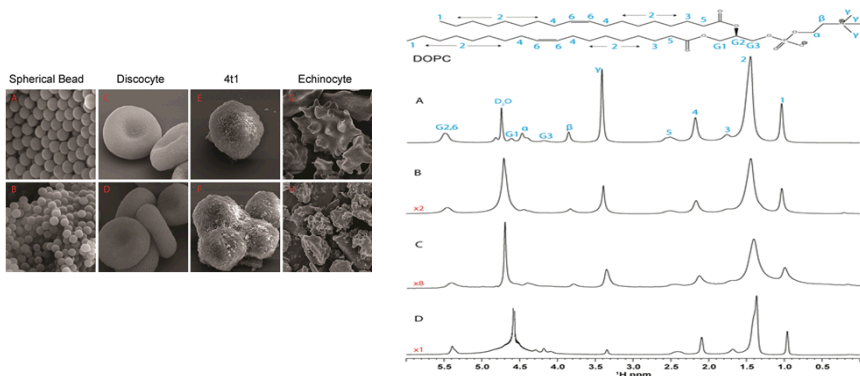 Spherical Bead Discocyte 4t1 Echinocyte
A C E G
B D F H
1 2 4 6 6 4 2 3 5
1 2 4 6 6 4 2 3 5 G1 G2 G3 α β γ γ γ
DOPC
A
G2,6 D₂O G1 α G3 β γ 5 4 3 2 1
B
x2
C
x8
D
x1
5.5 5.0 4.5 4.0 3.5 3.0 2.5 2.0 1.5 1.0 0.0
¹H ppm